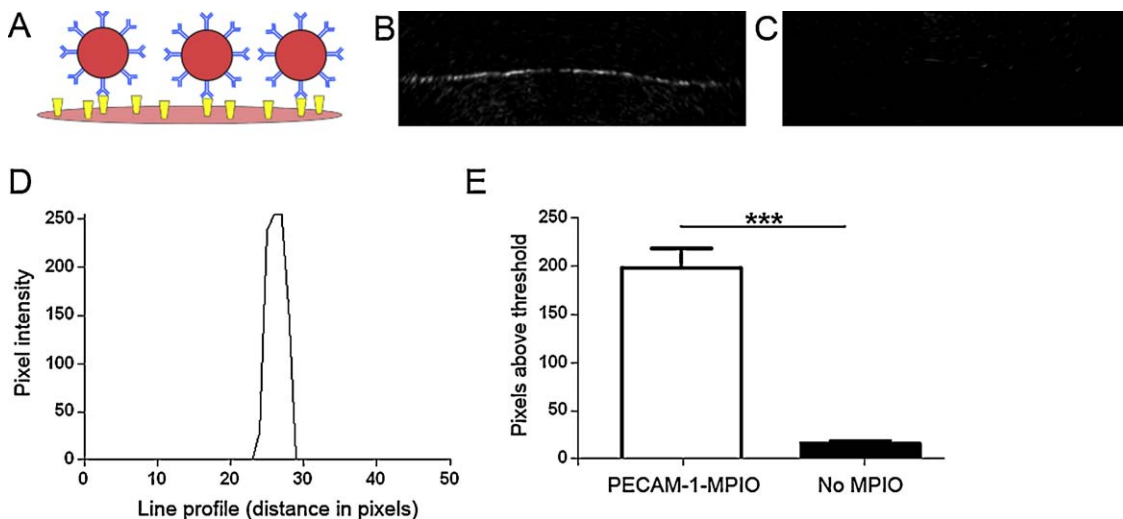 A
B
C
D
250
200
150
100
50
0
Pixel intensity
0 10 20 30 40 50
Line profile (distance in pixels)
E
***
250
200
150
100
50
0
Pixels above threshold
PECAM-1-MPIO No MPIO